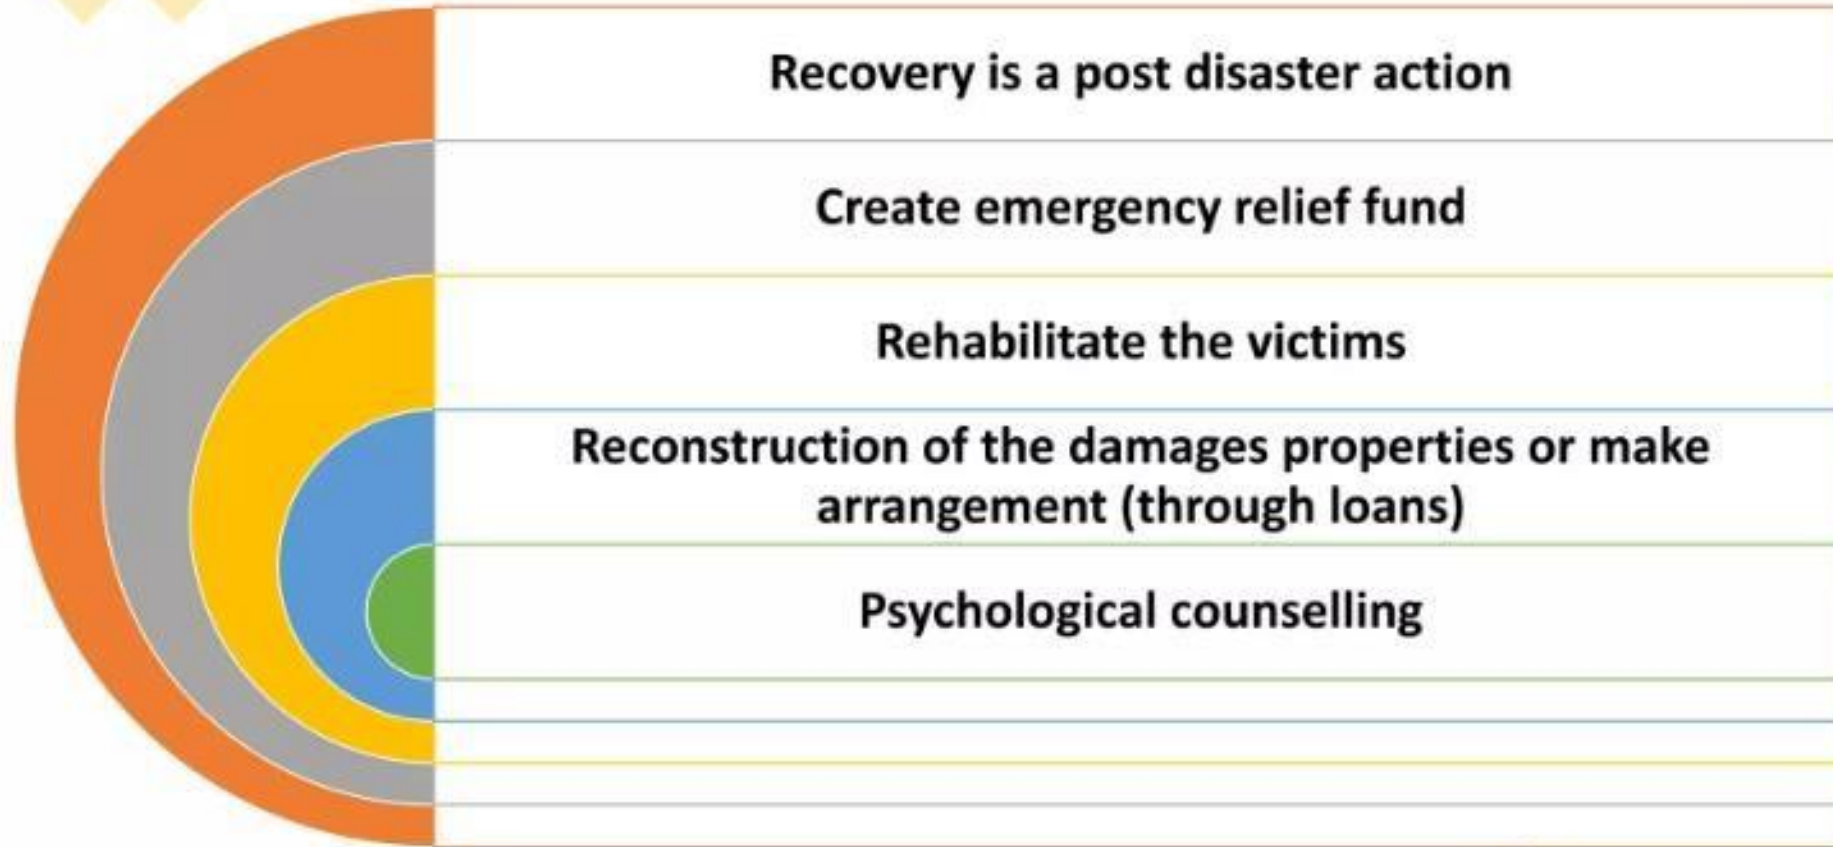 Recovery is a post disaster action
Create emergency relief fund
Rehabilitate the victims
Reconstruction of the damages properties or make
arrangement (through loans)
Psychological counselling